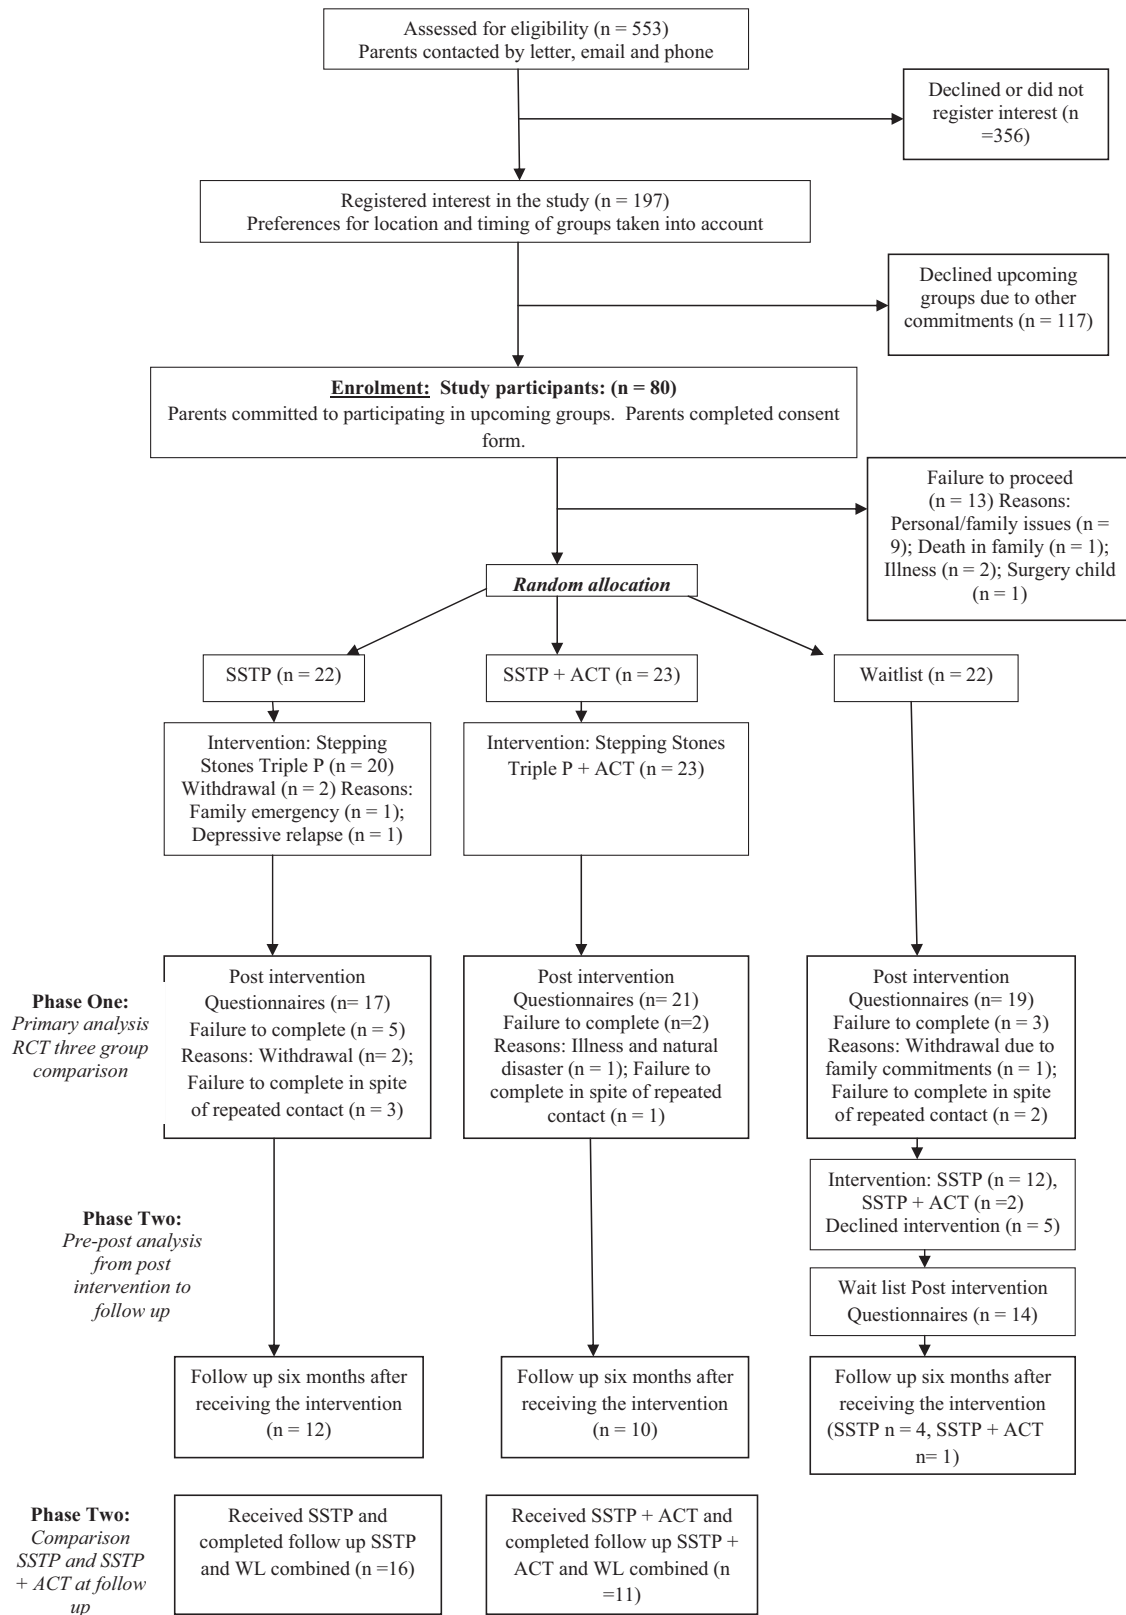 Assessed for eligibility (n = 553)
Parents contacted by letter, email and phone
Declined or did not
register interest (n
=356)
Registered interest in the study (n = 197)
Preferences for location and timing of groups taken into account
Declined upcoming
groups due to other
commitments (n = 117)
Enrolment: Study participants: (n = 80)
Parents committed to participating in upcoming groups. Parents completed consent
form.
Failure to proceed
(n = 13) Reasons:
Personal/family issues (n =
9); Death in family (n = 1);
Illness (n = 2); Surgery child
(n = 1)
Random allocation
SSTP (n = 22)
SSTP + ACT (n = 23)
Waitlist (n = 22)
Intervention: Stepping
Stones Triple P (n = 20)
Withdrawal (n = 2) Reasons:
Family emergency (n = 1);
Depressive relapse (n = 1)
Intervention: Stepping Stones
Triple P + ACT (n = 23)
Phase One:
Primary analysis
RCT three group
comparison
Post intervention
Questionnaires (n= 17)
Failure to complete (n = 5)
Reasons: Withdrawal (n= 2);
Failure to complete in spite
of repeated contact (n = 3)
Post intervention
Questionnaires (n= 21)
Failure to complete (n=2)
Reasons: Illness and natural
disaster (n = 1); Failure to
complete in spite of repeated
contact (n = 1)
Post intervention
Questionnaires (n= 19)
Failure to complete (n = 3)
Reasons: Withdrawal due to
family commitments (n = 1);
Failure to complete in spite
of repeated contact (n = 2)
Phase Two:
Pre-post analysis
from post
intervention to
follow up
Intervention: SSTP (n = 12),
SSTP + ACT (n =2)
Declined intervention (n = 5)
Wait list Post intervention
Questionnaires (n = 14)
Follow up six months after
receiving the intervention
(n = 12)
Follow up six months after
receiving the intervention
(n = 10)
Follow up six months after
receiving the intervention
(SSTP n = 4, SSTP + ACT
n= 1)
Phase Two:
Comparison
SSTP and SSTP
+ ACT at follow
up
Received SSTP and
completed follow up SSTP
and WL combined (n =16)
Received SSTP + ACT and
completed follow up SSTP +
ACT and WL combined (n
=11)